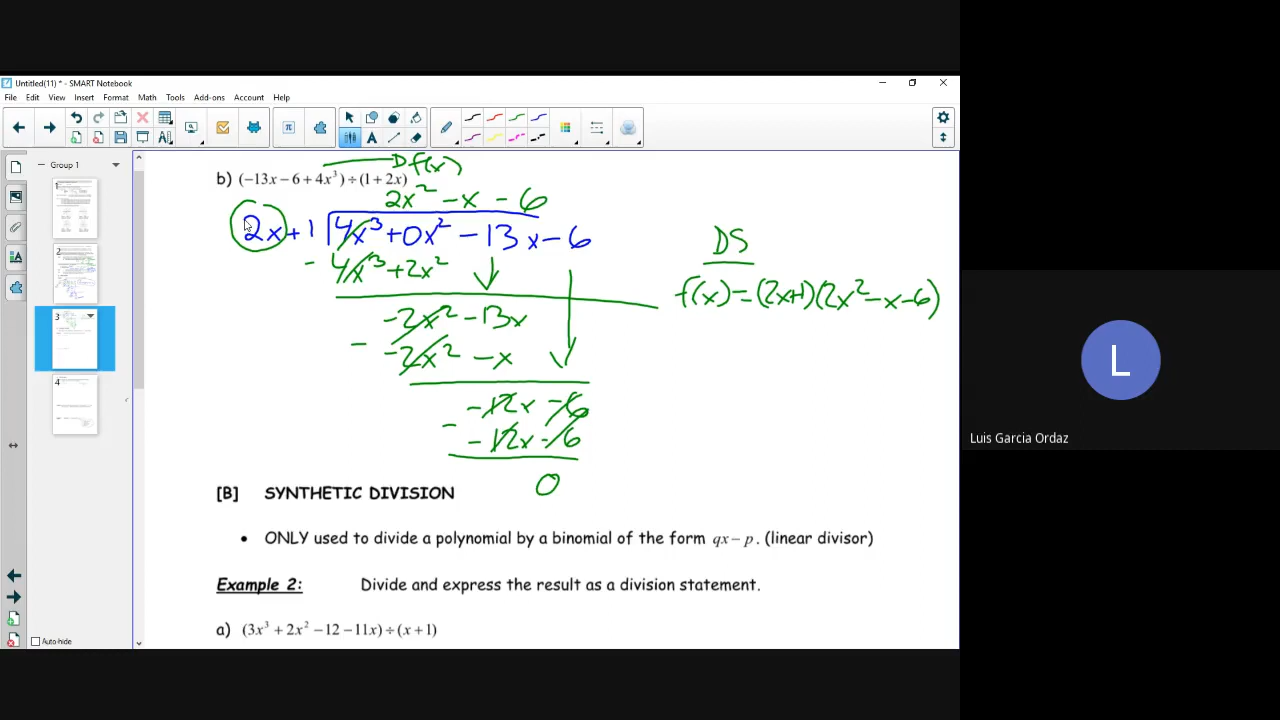 Untitled(11) * - SMART Notebook
File Edit View Insert Format Math Tools Add-ons Account Help
Group 1
1
2
3
4
Auto hide
→ f(x)
b) (−13x − 6 + 4x³) ÷ (1 + 2x)
2x² − x − 6
2x + 1 | 4x³ + 0x² − 13x − 6
− 4x³ + 2x²
−2x² − 13x
− −2x² − x
−12x − 6
− −12x − 6
0
DS
f(x) = (2x+1)(2x² − x − 6)
[B] SYNTHETIC DIVISION
• ONLY used to divide a polynomial by a binomial of the form qx − p. (linear divisor)
Example 2: Divide and express the result as a division statement.
a) (3x³ + 2x² − 12 − 11x) ÷ (x + 1)
L
Luis Garcia Ordaz